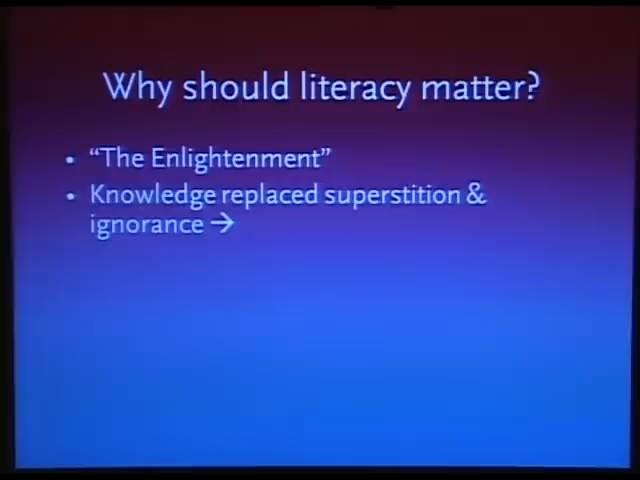 Why should literacy matter?
• “The Enlightenment”
• Knowledge replaced superstition &
ignorance →